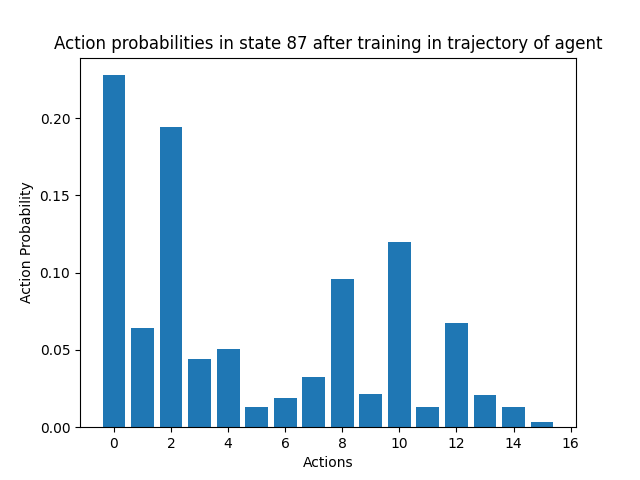 Action probabilities in state 87 after training in trajectory of agent
Action Probability
0.20
0.15
0.10
0.05
0.00
0 2 4 6 8 10 12 14 16
Actions